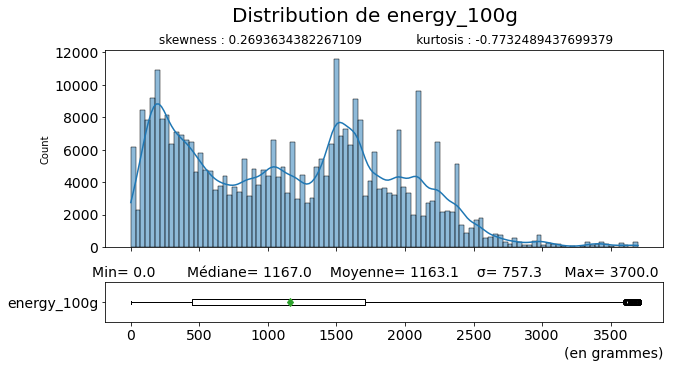 Distribution de energy_100g
skewness : 0.2693634382267109 kurtosis : -0.7732489437699379
12000
10000
8000
6000
4000
2000
0
Count
Min= 0.0 Médiane= 1167.0 Moyenne= 1163.1 σ= 757.3 Max= 3700.0
energy_100g
0 500 1000 1500 2000 2500 3000 3500
(en grammes)